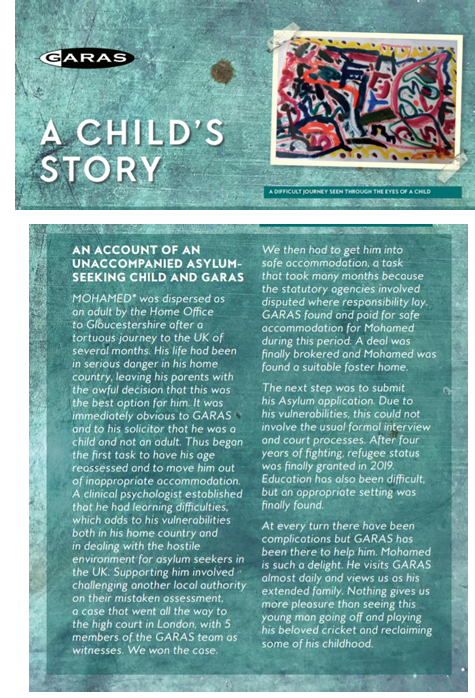 GARAS
A CHILD'S
STORY
A DIFFICULT JOURNEY SEEN THROUGH THE EYES OF A CHILD
AN ACCOUNT OF AN
UNACCOMPANIED ASYLUM-
SEEKING CHILD AND GARAS
MOHAMED* was dispersed as
an adult by the Home Office
to Gloucestershire after a
tortuous journey to the UK of
several months. His life had been
in serious danger in his home
country, leaving his parents with
the awful decision that this was
the best option for him. It was
immediately obvious to GARAS
and to his solicitor that he was a
child and not an adult. Thus began
the first task to have his age
reassessed and to move him out
of inappropriate accommodation.
A clinical psychologist established
that he had learning difficulties,
which adds to his vulnerabilities
both in his home country and
in dealing with the hostile
environment for asylum seekers in
the UK. Supporting him involved
challenging another local authority
on their mistaken assessment,
a case that went all the way to
the high court in London, with 5
members of the GARAS team as
witnesses. We won the case.
We then had to get him into
safe accommodation, a task
that took many months because
the statutory agencies involved
disputed where responsibility lay.
GARAS found and paid for safe
accommodation for Mohamed
during this period. A deal was
finally brokered and Mohamed was
found a suitable foster home.
The next step was to submit
his Asylum application. Due to
his vulnerabilities, this could not
involve the usual formal interview
and court processes. After four
years of fighting, refugee status
was finally granted in 2019.
Education has also been difficult,
but an appropriate setting was
finally found.
At every turn there have been
complications but GARAS has
been there to help him. Mohamed
is such a delight. He visits GARAS
almost daily and views us as his
extended family. Nothing gives us
more pleasure than seeing this
young man going off and playing
his beloved cricket and reclaiming
some of his childhood.